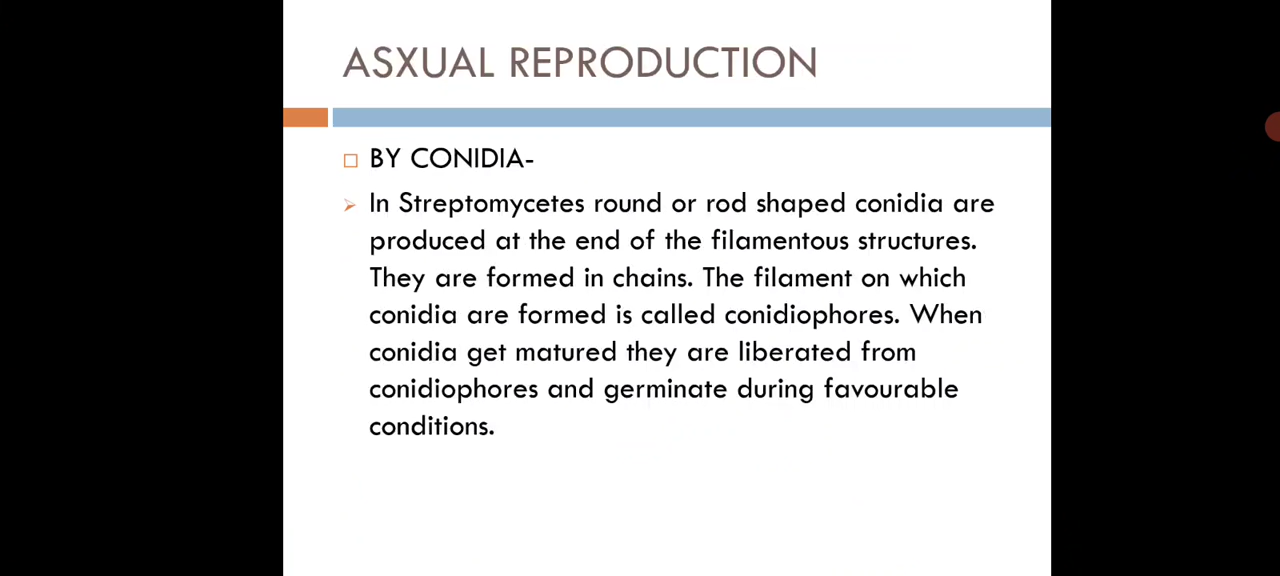 ASXUAL REPRODUCTION
BY CONIDIA-
In Streptomycetes round or rod shaped conidia are
produced at the end of the filamentous structures.
They are formed in chains. The filament on which
conidia are formed is called conidiophores. When
conidia get matured they are liberated from
conidiophores and germinate during favourable
conditions.